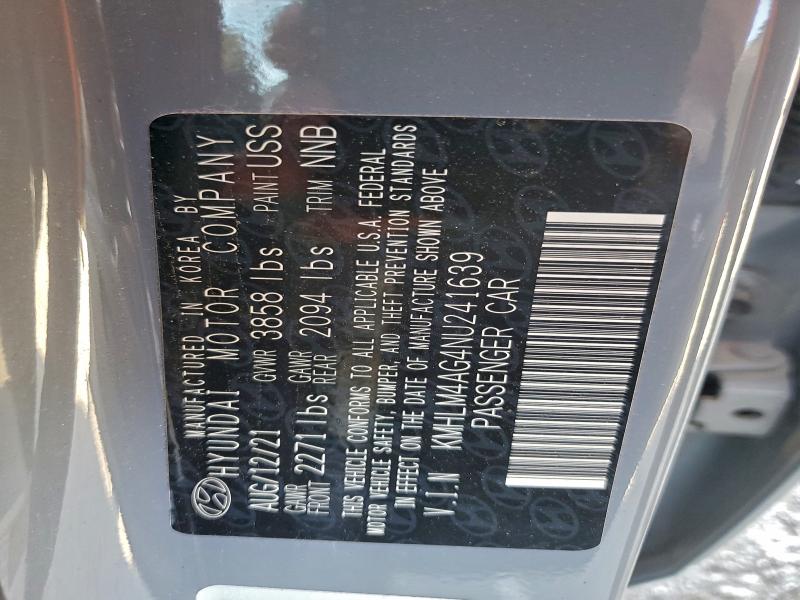 MANUFACTURED IN KOREA BY
HYUNDAI MOTOR COMPANY
AUG/12/21 GVWR 3858 lbs PAINT USS
GAWR FRONT 2271 lbs GAWR REAR 2094 lbs TRIM NNB
THIS VEHICLE CONFORMS TO ALL APPLICABLE U.S.A. FEDERAL
MOTOR VEHICLE SAFETY, BUMPER, AND THEFT PREVENTION STANDARDS
IN EFFECT ON THE DATE OF MANUFACTURE SHOWN ABOVE
V.I.N KMHLM4AG4NU241639
PASSENGER CAR